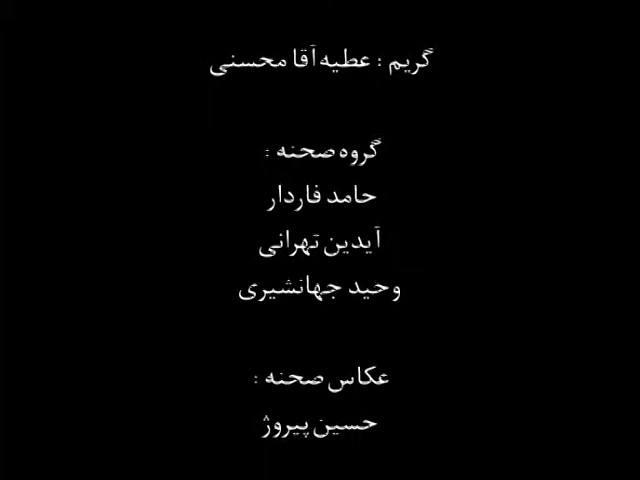 گریم : عطیه آقا محسنی
گروه صحنه :
حامد فاردار
آیدین تهرانی
وحید جهانشیری
عکاس صحنه :
حسین پیروژ